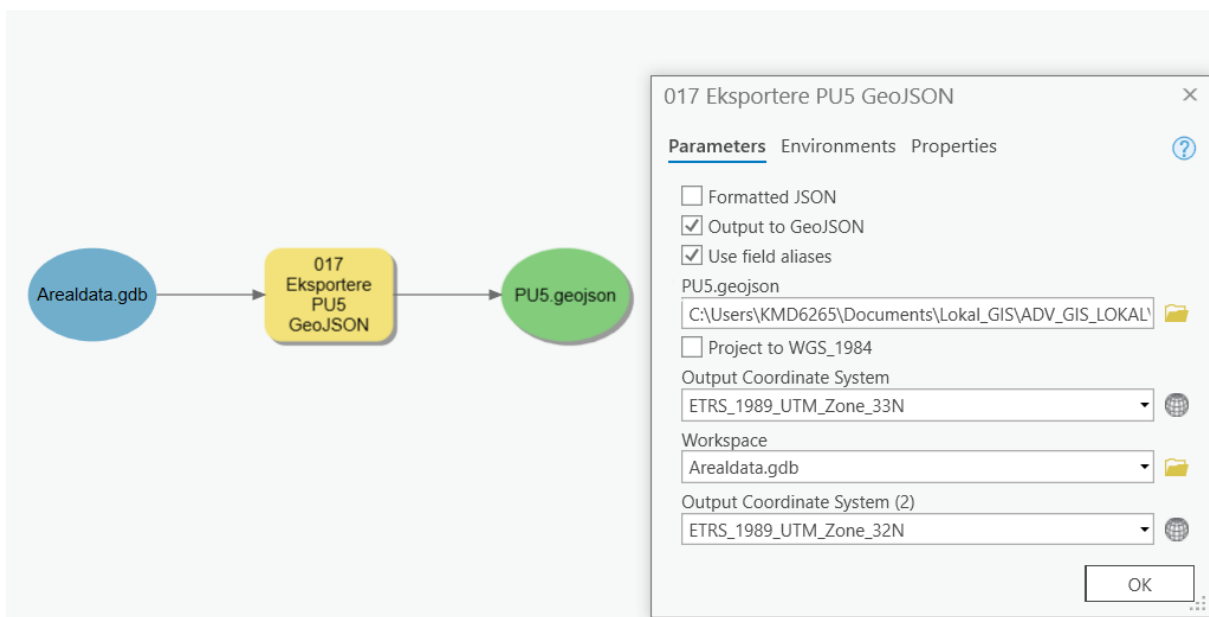 Arealdata.gdb
017
Eksportere
PU5
GeoJSON
PU5.geojson
017 Eksportere PU5 GeoJSON
Parameters Environments Properties
Formatted JSON
Output to GeoJSON
Use field aliases
PU5.geojson
C:\Users\KMD6265\Documents\Lokal_GIS\ADV_GIS_LOKAL\
Project to WGS_1984
Output Coordinate System
ETRS_1989_UTM_Zone_33N
Workspace
Arealdata.gdb
Output Coordinate System (2)
ETRS_1989_UTM_Zone_32N
OK